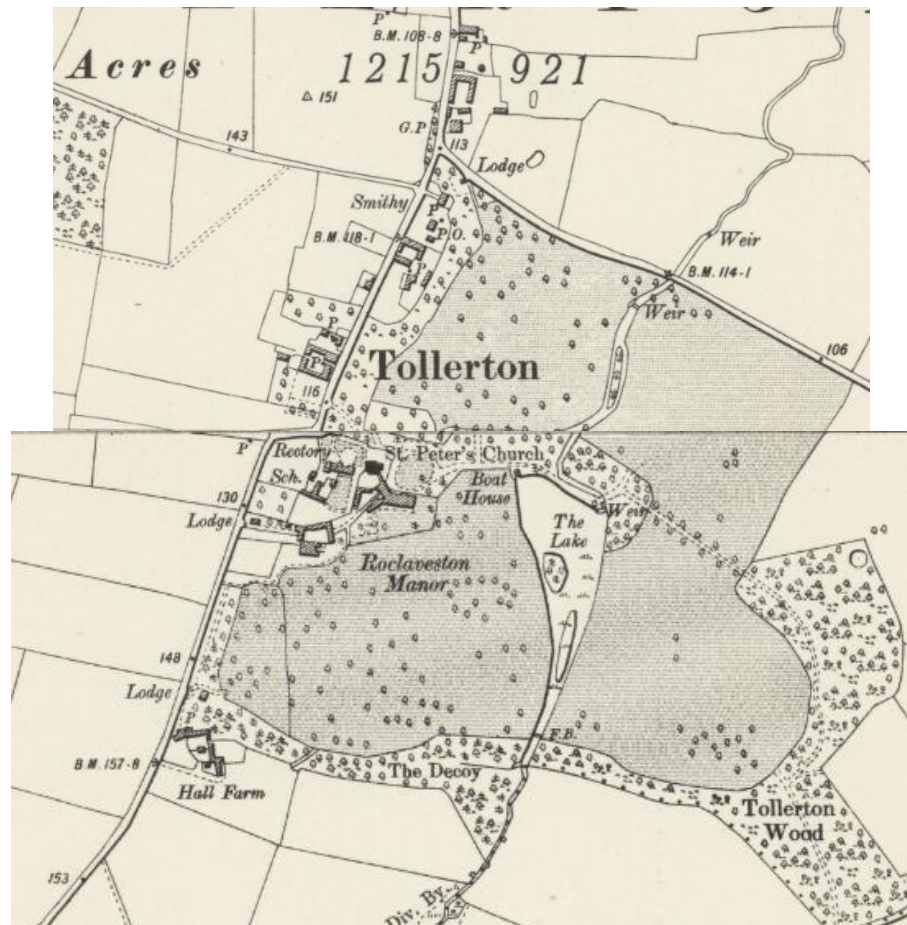 P
B.M. 108·8
P
Acres
1215
921
151
G.P
143
113
Lodge
Smithy
P
P.O.
B.M. 118·1
P
Weir
B.M. 114·1
Weir
P
P
Tollerton
106
116
P
Rectory
St. Peter's Church
Sch.
Boat
House
130
Lodge
Weir
The
Lake
Roclaveston
Manor
148
Lodge
P
F.B.
B.M. 157·8
The Decoy
Hall Farm
Tollerton
Wood
153
Div. By.